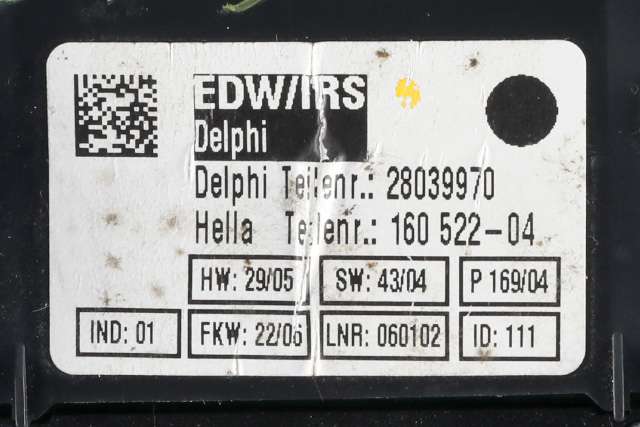 EDW/IRS
Delphi
Delphi Teilenr.: 28039970
Hella Teilenr.: 160 522-04
HW: 29/05 SW: 43/04 P 169/04
IND: 01 FKW: 22/06 LNR: 060102 ID: 111